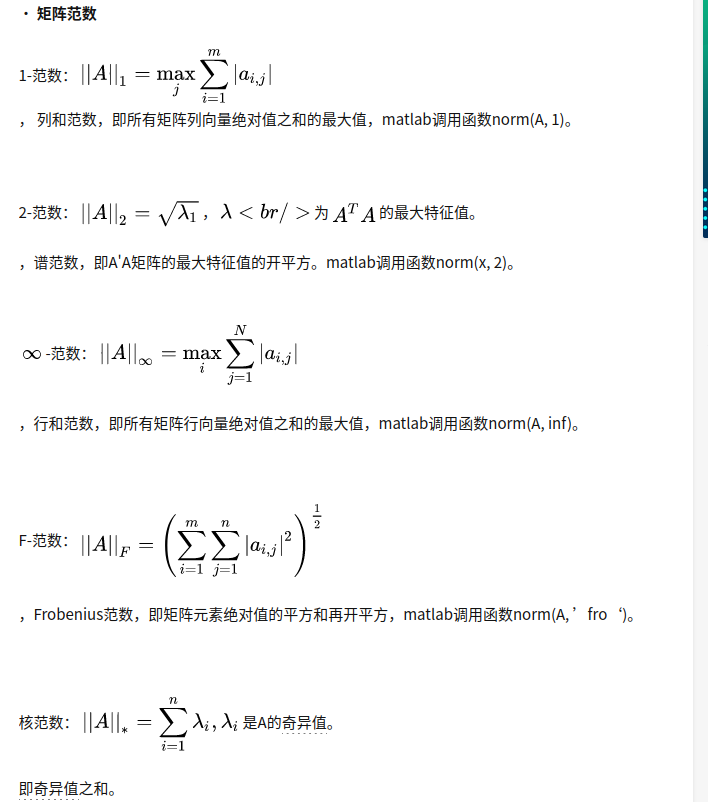 · 矩阵范数
1-范数：||A||_1 = \max_j \sum_{i=1}^{m} |a_{i,j}|
，列和范数，即所有矩阵列向量绝对值之和的最大值，matlab调用函数norm(A, 1)。
2-范数：||A||_2 = \sqrt{\lambda_1}，λ < br/ > 为 A^T A 的最大特征值。
，谱范数，即A'A矩阵的最大特征值的开平方。matlab调用函数norm(x, 2)。
∞-范数：||A||_∞ = \max_i \sum_{j=1}^{N} |a_{i,j}|
，行和范数，即所有矩阵行向量绝对值之和的最大值，matlab调用函数norm(A, inf)。
F-范数：||A||_F = \left( \sum_{i=1}^{m} \sum_{j=1}^{n} |a_{i,j}|^2 \right)^{\frac{1}{2}}
，Frobenius范数，即矩阵元素绝对值的平方和再开平方，matlab调用函数norm(A, ’ fro ‘)。
核范数：||A||_* = \sum_{i=1}^{n} λ_i, λ_i 是A的奇异值。
即奇异值之和。